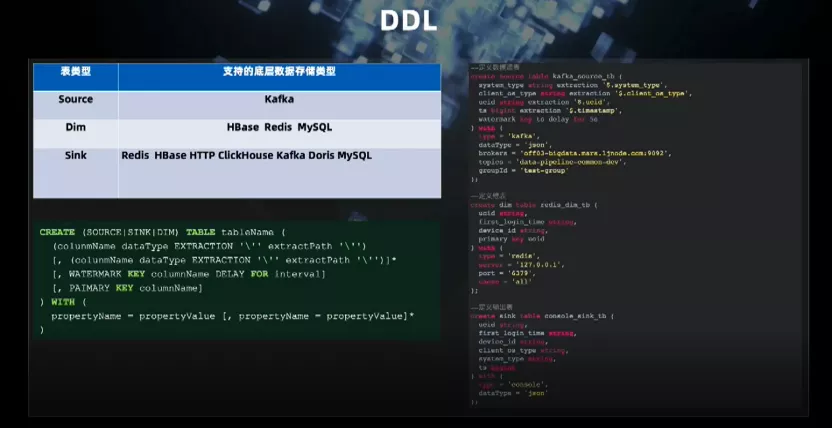 DDL
表类型 支持的底层数据存储类型
Source Kafka
Dim HBase Redis MySQL
Sink Redis HBase HTTP ClickHouse Kafka Doris MySQL
CREATE (SOURCE|SINK|DIM) TABLE tableName (
(colunmName dataType EXTRACTION '\'' extractPath '\'')
[, (columnName dataType EXTRACTION '\'' extractPath '\'')]*
[, WATERMARK KEY columnName DELAY FOR interval]
[, PAIMARY KEY columnName]
) WITH (
propertyName = propertyValue [, propertyName = propertyValue]*
)
--定义数据源表
create source table kafka_source_tb (
system_type string extraction '$.system_type',
client_os_type string extraction '$.client_os_type',
ucid string extraction '$.ucid',
ts bigint extraction '$.timestamp',
watermark key ts delay for 5s
) with (
type = 'kafka',
dataType = 'json',
brokers = 'off03-bigdata.mars.ljnode.com:9092',
topics = 'data-pipeline-common-dev',
groupId = 'test-group'
);
--定义维表
create dim table redis_dim_tb (
ucid string,
first_login_time string,
device_id string,
primary key ucid
) with (
type = 'redis',
= '127.0.0.1',
port = '6379',
= 'all'
);
--定义输出表
create sink table console_sink_tb (
ucid string,
first_login_time string,
device_id string,
client_os_type string,
system_type string,
ts bigint
) with (
type = 'console',
dataType = 'json'
);